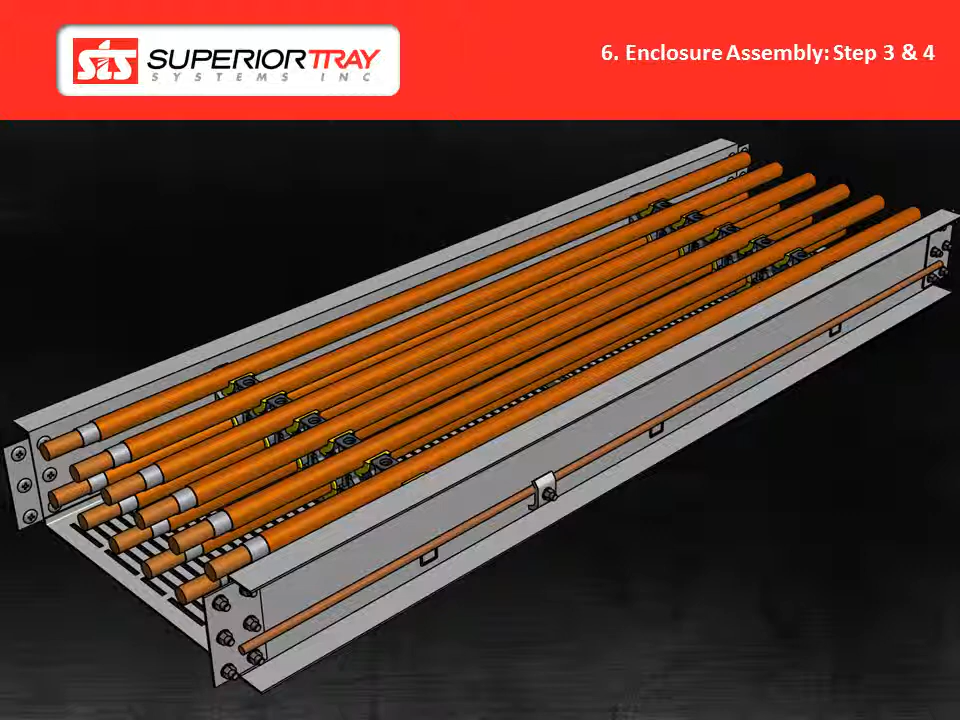 sts SUPERIORTRAY
SYSTEMS INC
6. Enclosure Assembly: Step 3 & 4